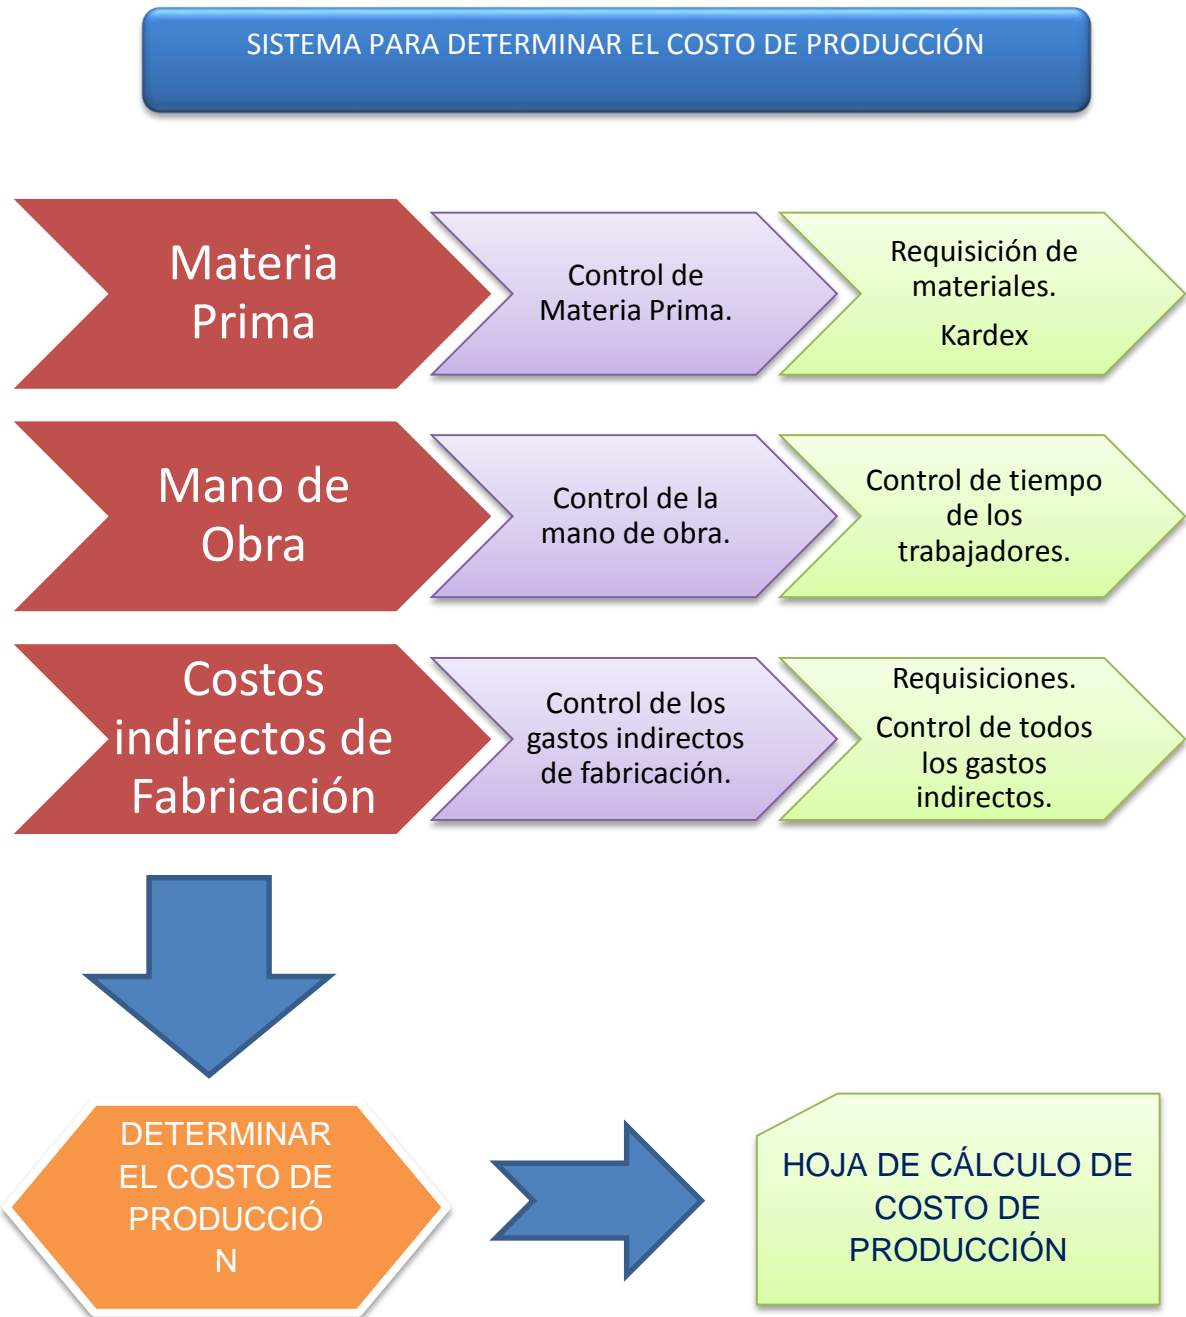 SISTEMA PARA DETERMINAR EL COSTO DE PRODUCCIÓN
Materia
Prima
Control de
Materia Prima.
Requisición de
materiales.
Kardex
Mano de
Obra
Control de la
mano de obra.
Control de tiempo
de los
trabajadores.
Costos
indirectos de
Fabricación
Control de los
gastos indirectos
de fabricación.
Requisiciones.
Control de todos
los gastos
indirectos.
DETERMINAR
EL COSTO DE
PRODUCCIÓ
N
HOJA DE CÁLCULO DE
COSTO DE
PRODUCCIÓN